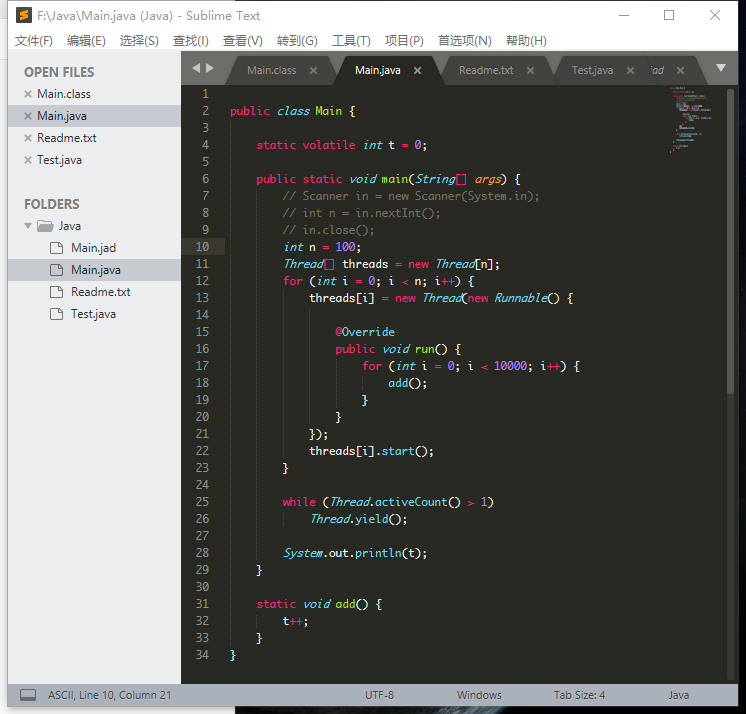 F:\Java\Main.java (Java) - Sublime Text
文件(F) 编辑(E) 选择(S) 查找(I) 查看(V) 转到(G) 工具(T) 项目(P) 首选项(N) 帮助(H)
OPEN FILES
Main.class
Main.java
Readme.txt
Test.java
FOLDERS
Java
Main.jad
Main.java
Readme.txt
Test.java
Main.class Main.java Readme.txt Test.java
1
2 public class Main {
3
4     static volatile int t = 0;
5
6     public static void main(String[] args) {
7         // Scanner in = new Scanner(System.in);
8         // int n = in.nextInt();
9         // in.close();
10         int n = 100;
11         Thread[] threads = new Thread[n];
12         for (int i = 0; i < n; i++) {
13             threads[i] = new Thread(new Runnable() {
14
15                 @Override
16                 public void run() {
17                     for (int i = 0; i < 10000; i++) {
18                         add();
19                     }
20                 }
21             });
22             threads[i].start();
23         }
24
25         while (Thread.activeCount() > 1)
26             Thread.yield();
27
28         System.out.println(t);
29     }
30
31     static void add() {
32         t++;
33     }
34 }
ASCII, Line 10, Column 21 UTF-8 Windows Tab Size: 4 Java